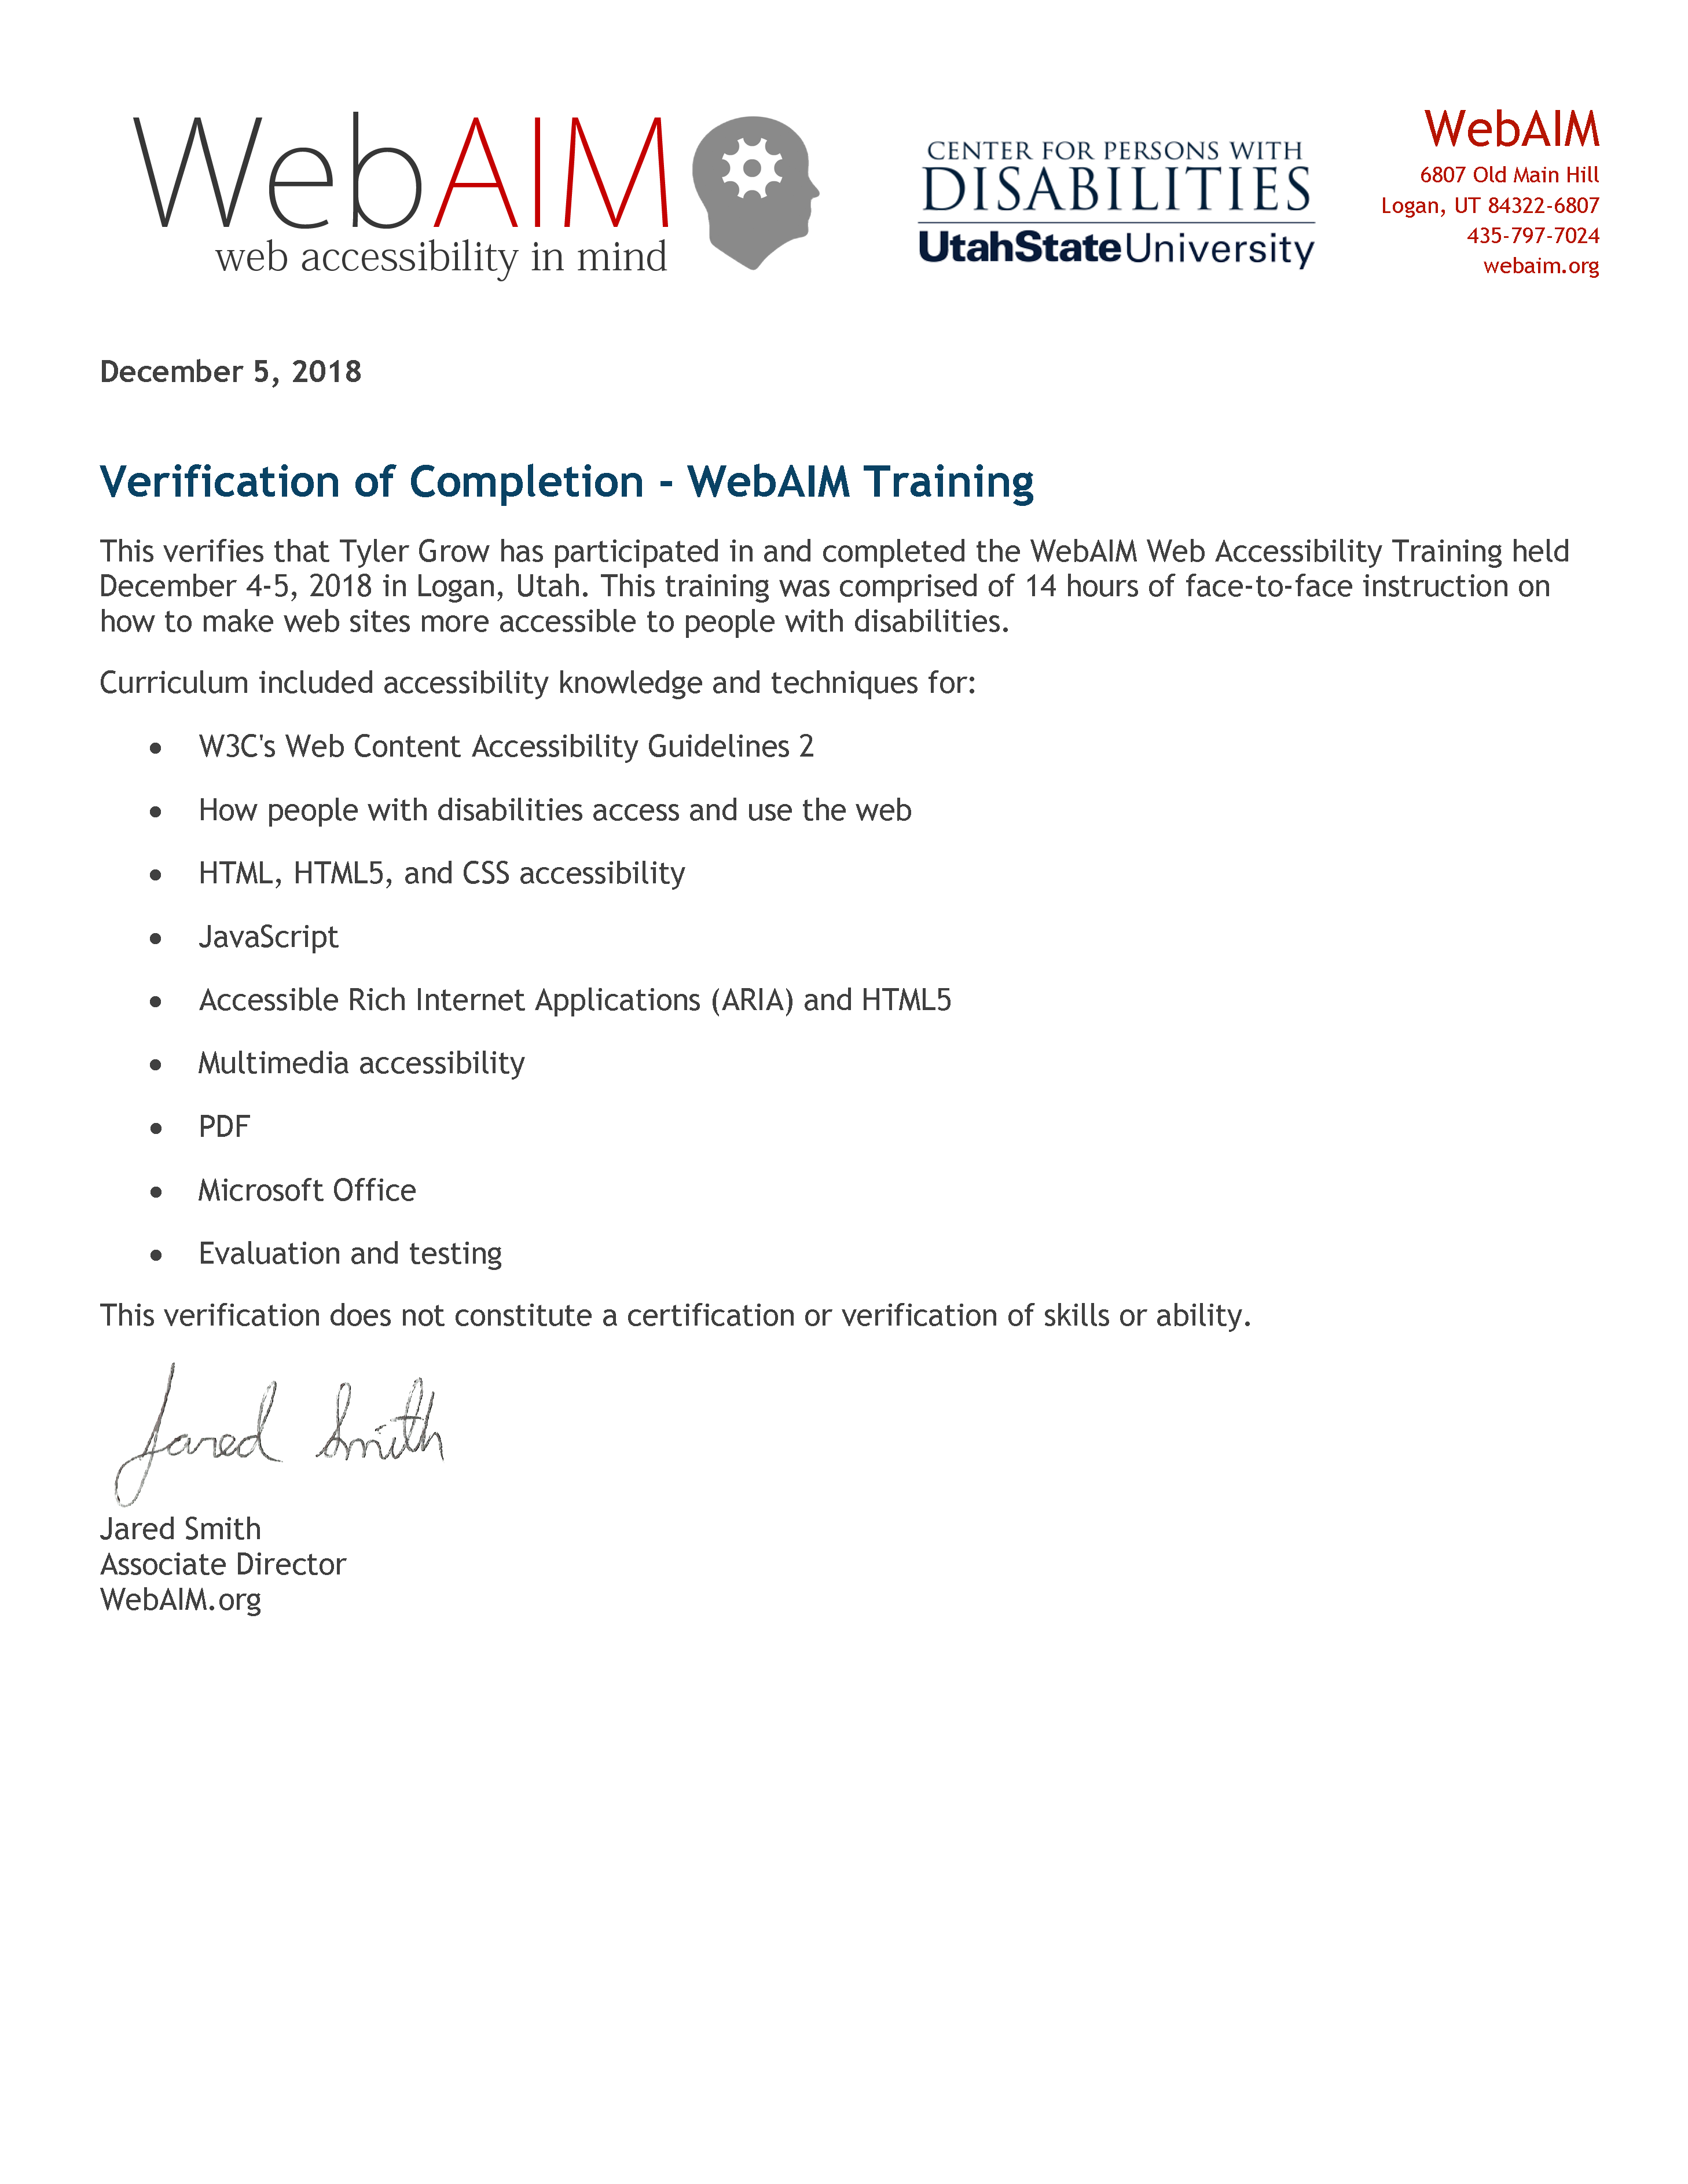 WebAIM
web accessibility in mind
CENTER FOR PERSONS WITH
DISABILITIES
UtahStateUniversity
WebAIM
6807 Old Main Hill
Logan, UT 84322-6807
435-797-7024
webaim.org
December 5, 2018
Verification of Completion - WebAIM Training
This verifies that Tyler Grow has participated in and completed the WebAIM Web Accessibility Training held
December 4-5, 2018 in Logan, Utah. This training was comprised of 14 hours of face-to-face instruction on
how to make web sites more accessible to people with disabilities.
Curriculum included accessibility knowledge and techniques for:
• W3C's Web Content Accessibility Guidelines 2
• How people with disabilities access and use the web
• HTML, HTML5, and CSS accessibility
• JavaScript
• Accessible Rich Internet Applications (ARIA) and HTML5
• Multimedia accessibility
• PDF
• Microsoft Office
• Evaluation and testing
This verification does not constitute a certification or verification of skills or ability.
Jared Smith
Jared Smith
Associate Director
WebAIM.org